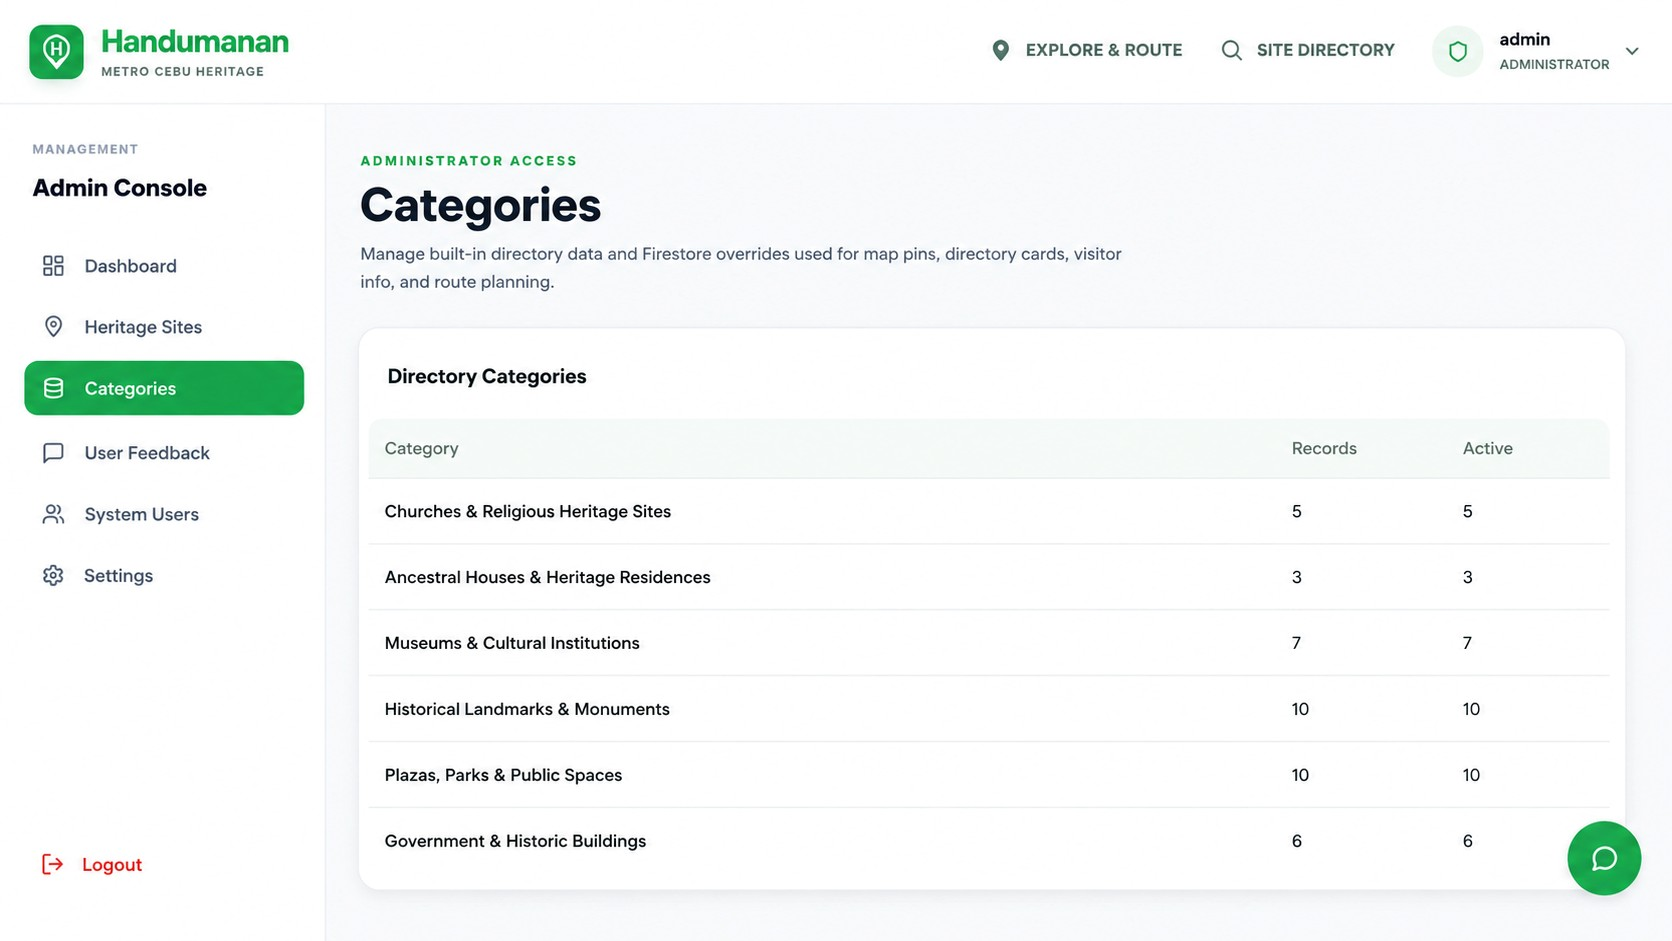 H
Handumanan
METRO CEBU HERITAGE
EXPLORE & ROUTE
SITE DIRECTORY
admin
ADMINISTRATOR
MANAGEMENT
Admin Console
Dashboard
Heritage Sites
Categories
User Feedback
System Users
Settings
Logout
ADMINISTRATOR ACCESS
Categories
Manage built-in directory data and Firestore overrides used for map pins, directory cards, visitor
info, and route planning.
Directory Categories
Category Records Active
Churches & Religious Heritage Sites 5 5
Ancestral Houses & Heritage Residences 3 3
Museums & Cultural Institutions 7 7
Historical Landmarks & Monuments 10 10
Plazas, Parks & Public Spaces 10 10
Government & Historic Buildings 6 6